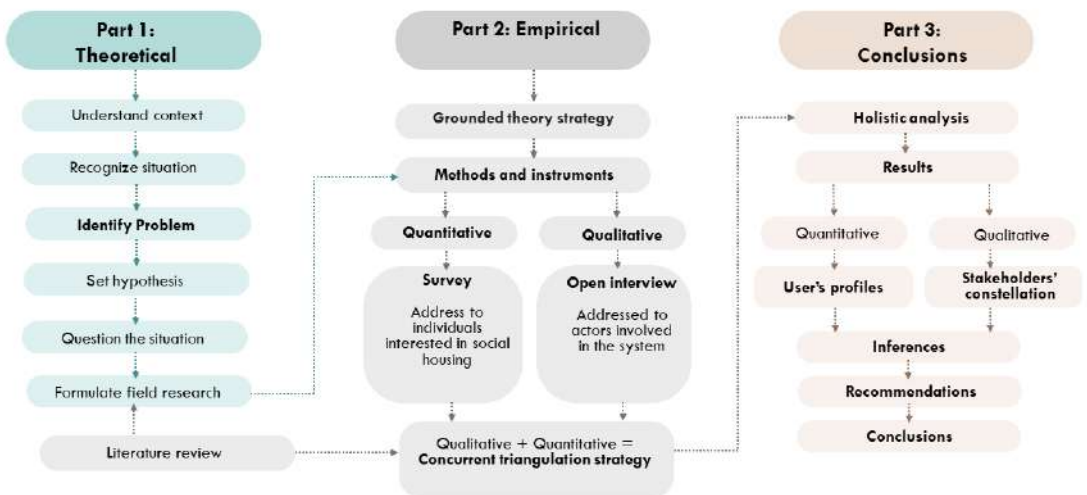 Part 1:
Theoretical
Understand context
Recognize situation
Identify Problem
Set hypothesis
Question the situation
Formulate field research
Literature review
Part 2: Empirical
Grounded theory strategy
Methods and instruments
Quantitative
Qualitative
Survey
Address to
individuals
interested in social
housing
Open interview
Addressed to
actors involved
in the system
Qualitative + Quantitative =
Concurrent triangulation strategy
Part 3:
Conclusions
Holistic analysis
Results
Quantitative
Qualitative
User's profiles
Stakeholders'
constellation
Inferences
Recommendations
Conclusions